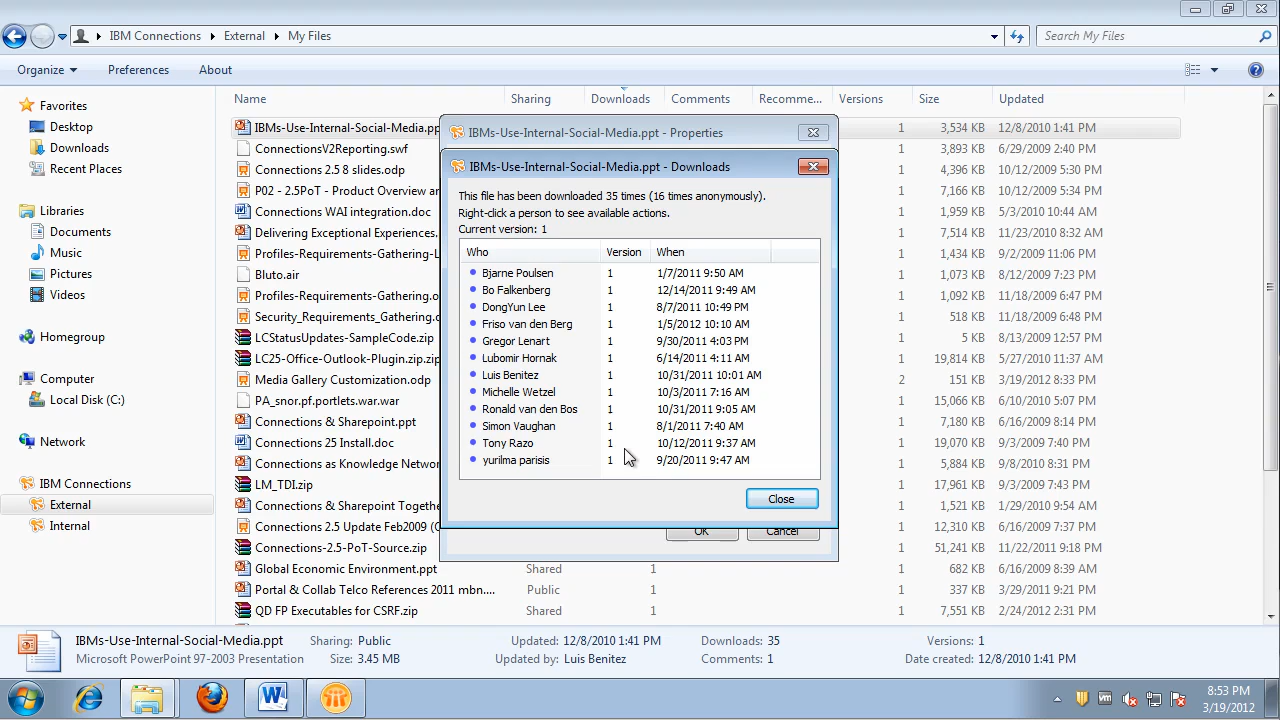 IBM Connections External My Files
Search My Files
Organize Preferences About
Favorites
Desktop
Downloads
Recent Places
Libraries
Documents
Music
Pictures
Videos
Homegroup
Computer
Local Disk (C:)
Network
IBM Connections
External
Internal
Name Sharing Downloads Comments Recomme... Versions Size Updated
IBMs-Use-Internal-Social-Media.pp 1 3,534 KB 12/8/2010 1:41 PM
ConnectionsV2Reporting.swf 1 3,893 KB 6/29/2009 2:40 PM
Connections 2.5 8 slides.odp 1 4,396 KB 10/12/2009 5:30 PM
P02 - 2.5PoT - Product Overview ar 1 7,166 KB 10/12/2009 5:34 PM
Connections WAI integration.doc 1 1,959 KB 5/3/2010 10:44 AM
Delivering Exceptional Experiences. 1 7,514 KB 11/23/2010 8:32 AM
Profiles-Requirements-Gathering-L 1 1,023 KB 9/4/2009 11:06 PM
Bluto.air 1 1,073 KB 8/12/2009 7:23 PM
Profiles-Requirements-Gathering.o 1 1,092 KB 11/18/2009 6:47 PM
Security_Requirements_Gathering.c 1 518 KB 11/18/2009 6:48 PM
LCStatusUpdates-SampleCode.zip 1 5 KB 8/13/2009 12:57 PM
LC25-Office-Outlook-Plugin.zip.zip 1 19,814 KB 5/27/2010 11:37 AM
Media Gallery Customization.odp 2 151 KB 3/19/2012 8:33 PM
PA_snor.pf.portlets.war.war 1 15,066 KB 6/10/2010 5:07 PM
Connections & Sharepoint.ppt 1 7,180 KB 6/18/2009 6:20 PM
Connections 25 Install.doc 1 19,970 KB 9/3/2009 7:40 PM
Connections as Knowledge Networ 1 5,884 KB 9/8/2010 8:31 PM
LM_TDI.zip 1 17,961 KB 9/3/2009 7:43 PM
Connections & Quickr Sharing Together 1 1,521 KB 1/29/2010 9:54 AM
Connections 2.5 Update Feb2009 (C 1 12,310 KB 6/16/2009 7:37 PM
Connections-2.5-PoT-Source.zip 1 51,241 KB 11/22/2011 9:18 PM
Global Economic Environment.ppt Shared 1 1 682 KB 6/16/2009 8:39 AM
Portal & Collab Telco References 2011 mbn.... Public 1 1 337 KB 3/29/2011 9:21 PM
QD FP Executables for CSRF.zip Shared 1 1 7,551 KB 2/24/2012 2:31 PM
IBMs-Use-Internal-Social-Media.ppt - Properties
IBMs-Use-Internal-Social-Media.ppt - Downloads
This file has been downloaded 35 times (16 times anonymously).
Right-click a person to see available actions.
Current version: 1
Who Version When
Bjarne Poulsen 1 1/7/2011 9:50 AM
Bo Falkenberg 1 12/14/2011 9:49 AM
DongYun Lee 1 8/7/2011 10:49 PM
Friso van den Berg 1 1/5/2012 10:10 AM
Gregor Lenart 1 9/30/2011 4:03 PM
Lubomir Hornak 1 6/14/2011 4:11 AM
Luis Benitez 1 10/31/2011 10:01 AM
Michelle Wetzel 1 10/3/2011 7:16 AM
Ronald van den Bos 1 10/31/2011 9:05 AM
Simon Vaughan 1 8/1/2011 7:40 AM
Tony Razo 1 10/12/2011 9:37 AM
yurilma parisis 1 9/20/2011 9:47 AM
Close
OK Cancel
IBMs-Use-Internal-Social-Media.ppt Sharing: Public Updated: 12/8/2010 1:41 PM Downloads: 35 Versions: 1
Microsoft PowerPoint 97-2003 Presentation Size: 3.45 MB Updated by: Luis Benitez Comments: 1 Date created: 12/8/2010 1:41 PM
8:53 PM
3/19/2012